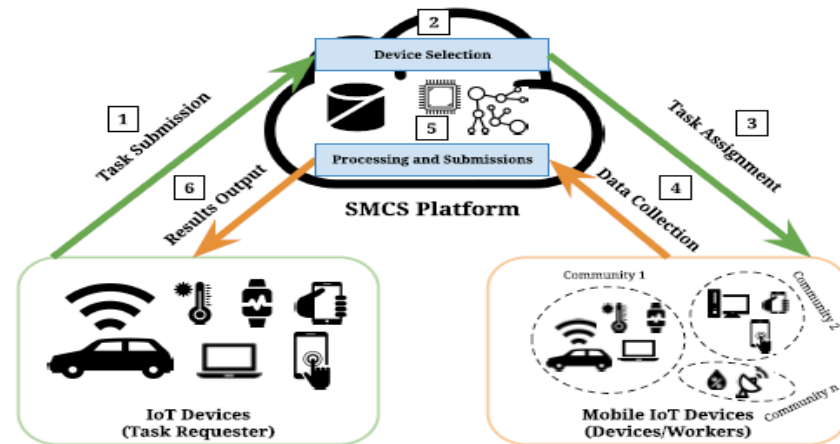 2
Device Selection
1
Task Submission
3
Task Assignment
5
Processing and Submissions
6
Results Output
4
Data Collection
SMCS Platform
Community 1
Community 2
Community n
%
IoT Devices
(Task Requester)
Mobile IoT Devices
(Devices/Workers)